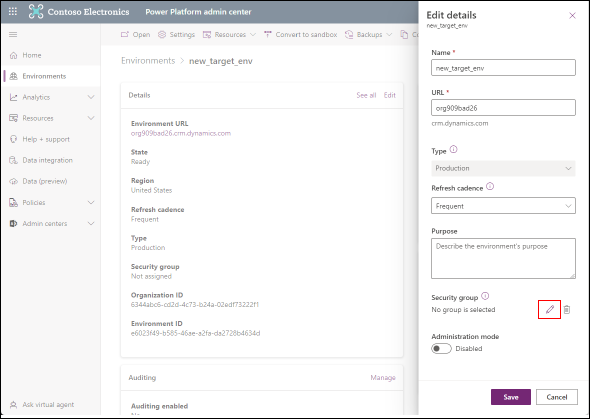 Contoso Electronics
Power Platform admin center
Home
Environments
Analytics
Resources
Help + support
Data integration
Data (preview)
Policies
Admin centers
Ask virtual agent
Open
Settings
Resources
Convert to sandbox
Backups
Environments > new_target_env
Details
See all
Edit
Environment URL
org909bad26.crm.dynamics.com
State
Ready
Region
United States
Refresh cadence
Frequent
Type
Production
Security group
Not assigned
Organization ID
6344abd6-cd2d-4c73-b24a-02edf73222f1
Environment ID
e6023f49-b585-46ae-a2fa-da2728b4634d
Auditing
Manage
Auditing enabled
Edit details
new_target_env
Name *
new_target_env
URL *
org909bad26
crm.dynamics.com
Type
Production
Refresh cadence
Frequent
Purpose
Describe the environment's purpose
Security group
No group is selected
Administration mode
Disabled
Save
Cancel